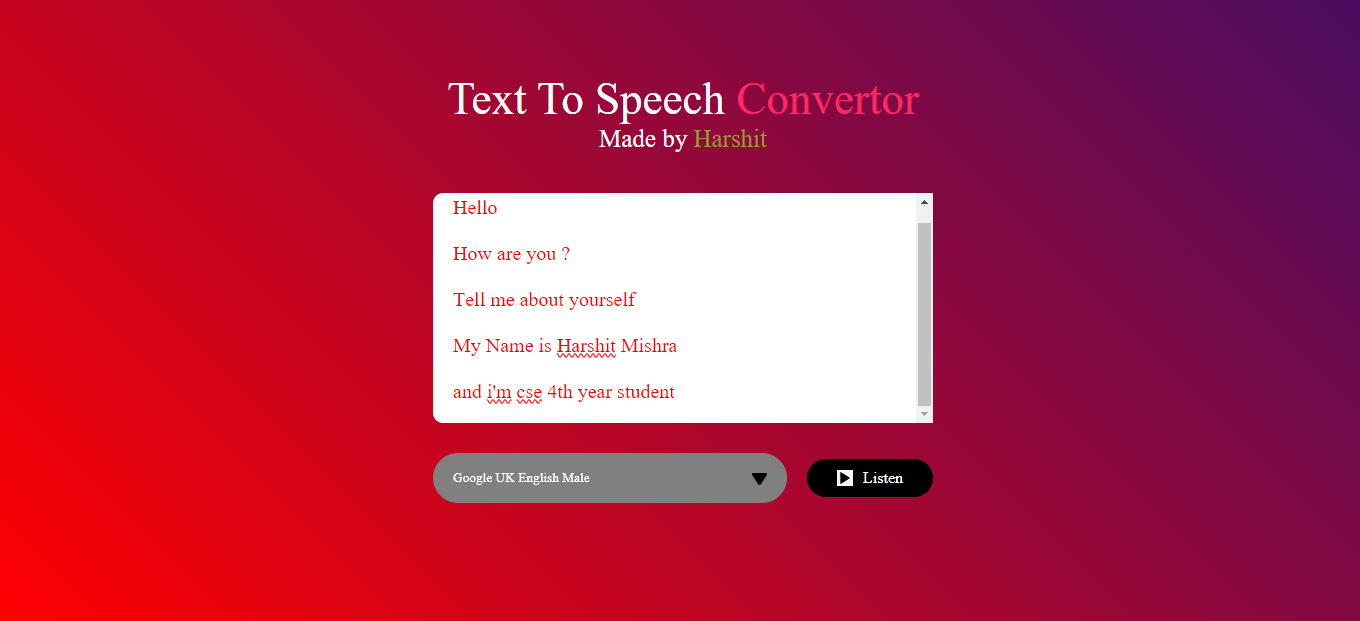 Text To Speech Convertor
Made by Harshit
Hello
How are you ?
Tell me about yourself
My Name is Harshit Mishra
and i'm cse 4th year student
Google UK English Male
Listen